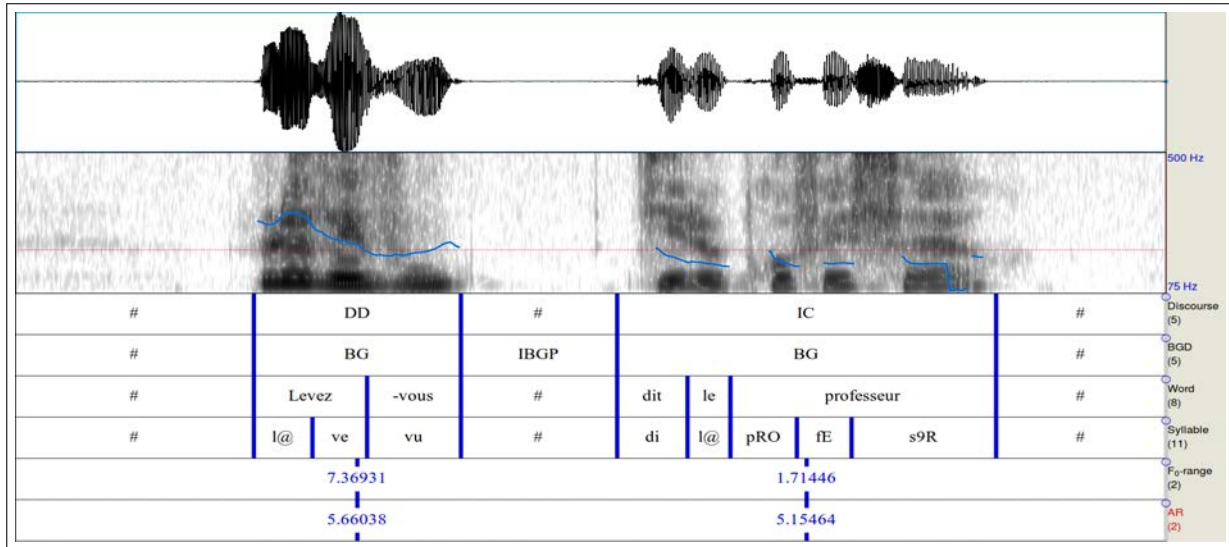 500 Hz
75 Hz
# DD # IC # Discourse (5)
# BG IBGP BG # BGD (5)
# Levez -vous # dit le professeur # Word (8)
# l@ ve vu # di l@ pRO fE s9R # Syllable (11)
7.36931 1.71446 F₀-range (2)
5.66038 5.15464 AR (2)